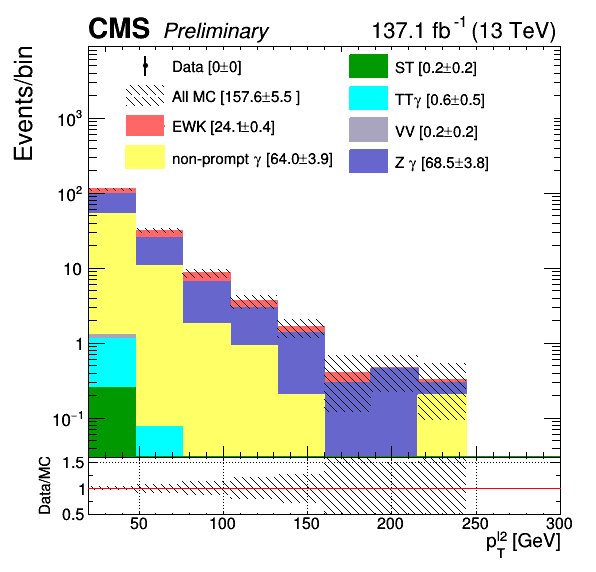 CMS Preliminary 137.1 fb⁻¹ (13 TeV)
Events/bin
Data [0±0]
All MC [157.6±5.5 ]
EWK [24.1±0.4]
non-prompt γ [64.0±3.9]
ST [0.2±0.2]
TTγ [0.6±0.5]
VV [0.2±0.2]
Z γ [68.5±3.8]
10³
10²
10
1
10⁻¹
Data/MC
1.5
1
0.5
50 100 150 200 250 300
p_T^l2 [GeV]